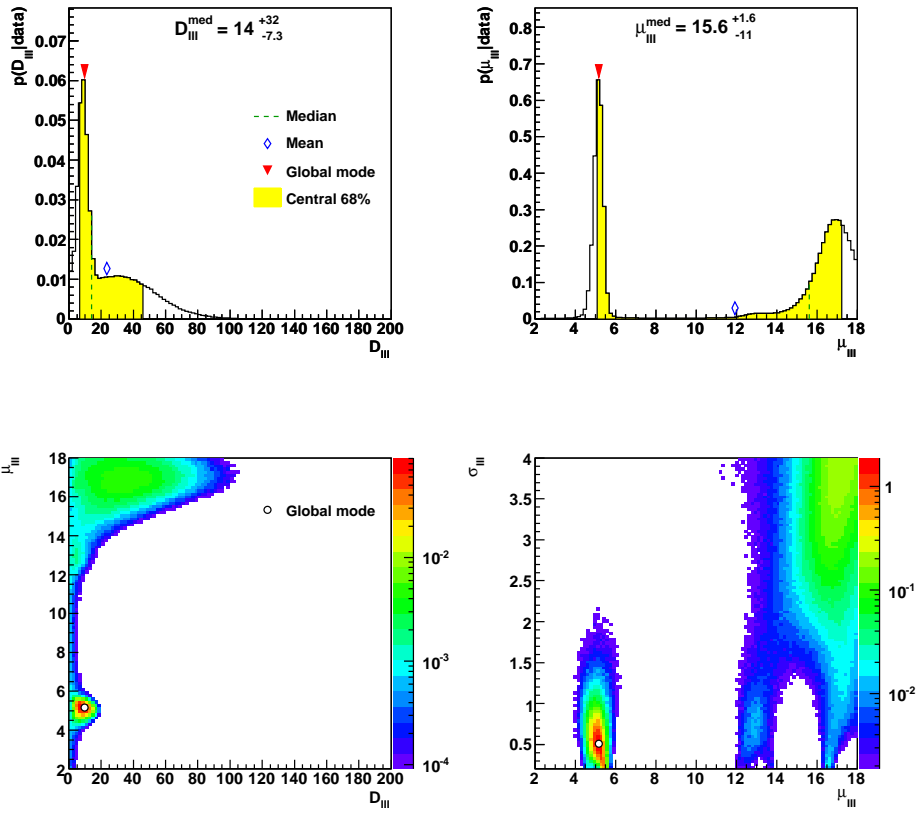 D_III^med = 14 +32 -7.3
p(D_III|data)
0.07
0.06
0.05
0.04
0.03
0.02
0.01
0
Median
Mean
Global mode
Central 68%
0 20 40 60 80 100 120 140 160 180 200
D_III
μ_III^med = 15.6 +1.6 -11
p(μ_III|data)
0.8
0.7
0.6
0.5
0.4
0.3
0.2
0.1
0
2 4 6 8 10 12 14 16 18
μ_III
μ_III
18
16
14
12
10
8
6
4
2
Global mode
0 20 40 60 80 100 120 140 160 180 200
D_III
10^-2
10^-3
10^-4
σ_III
4
3.5
3
2.5
2
1.5
1
0.5
2 4 6 8 10 12 14 16 18
μ_III
1
10^-1
10^-2